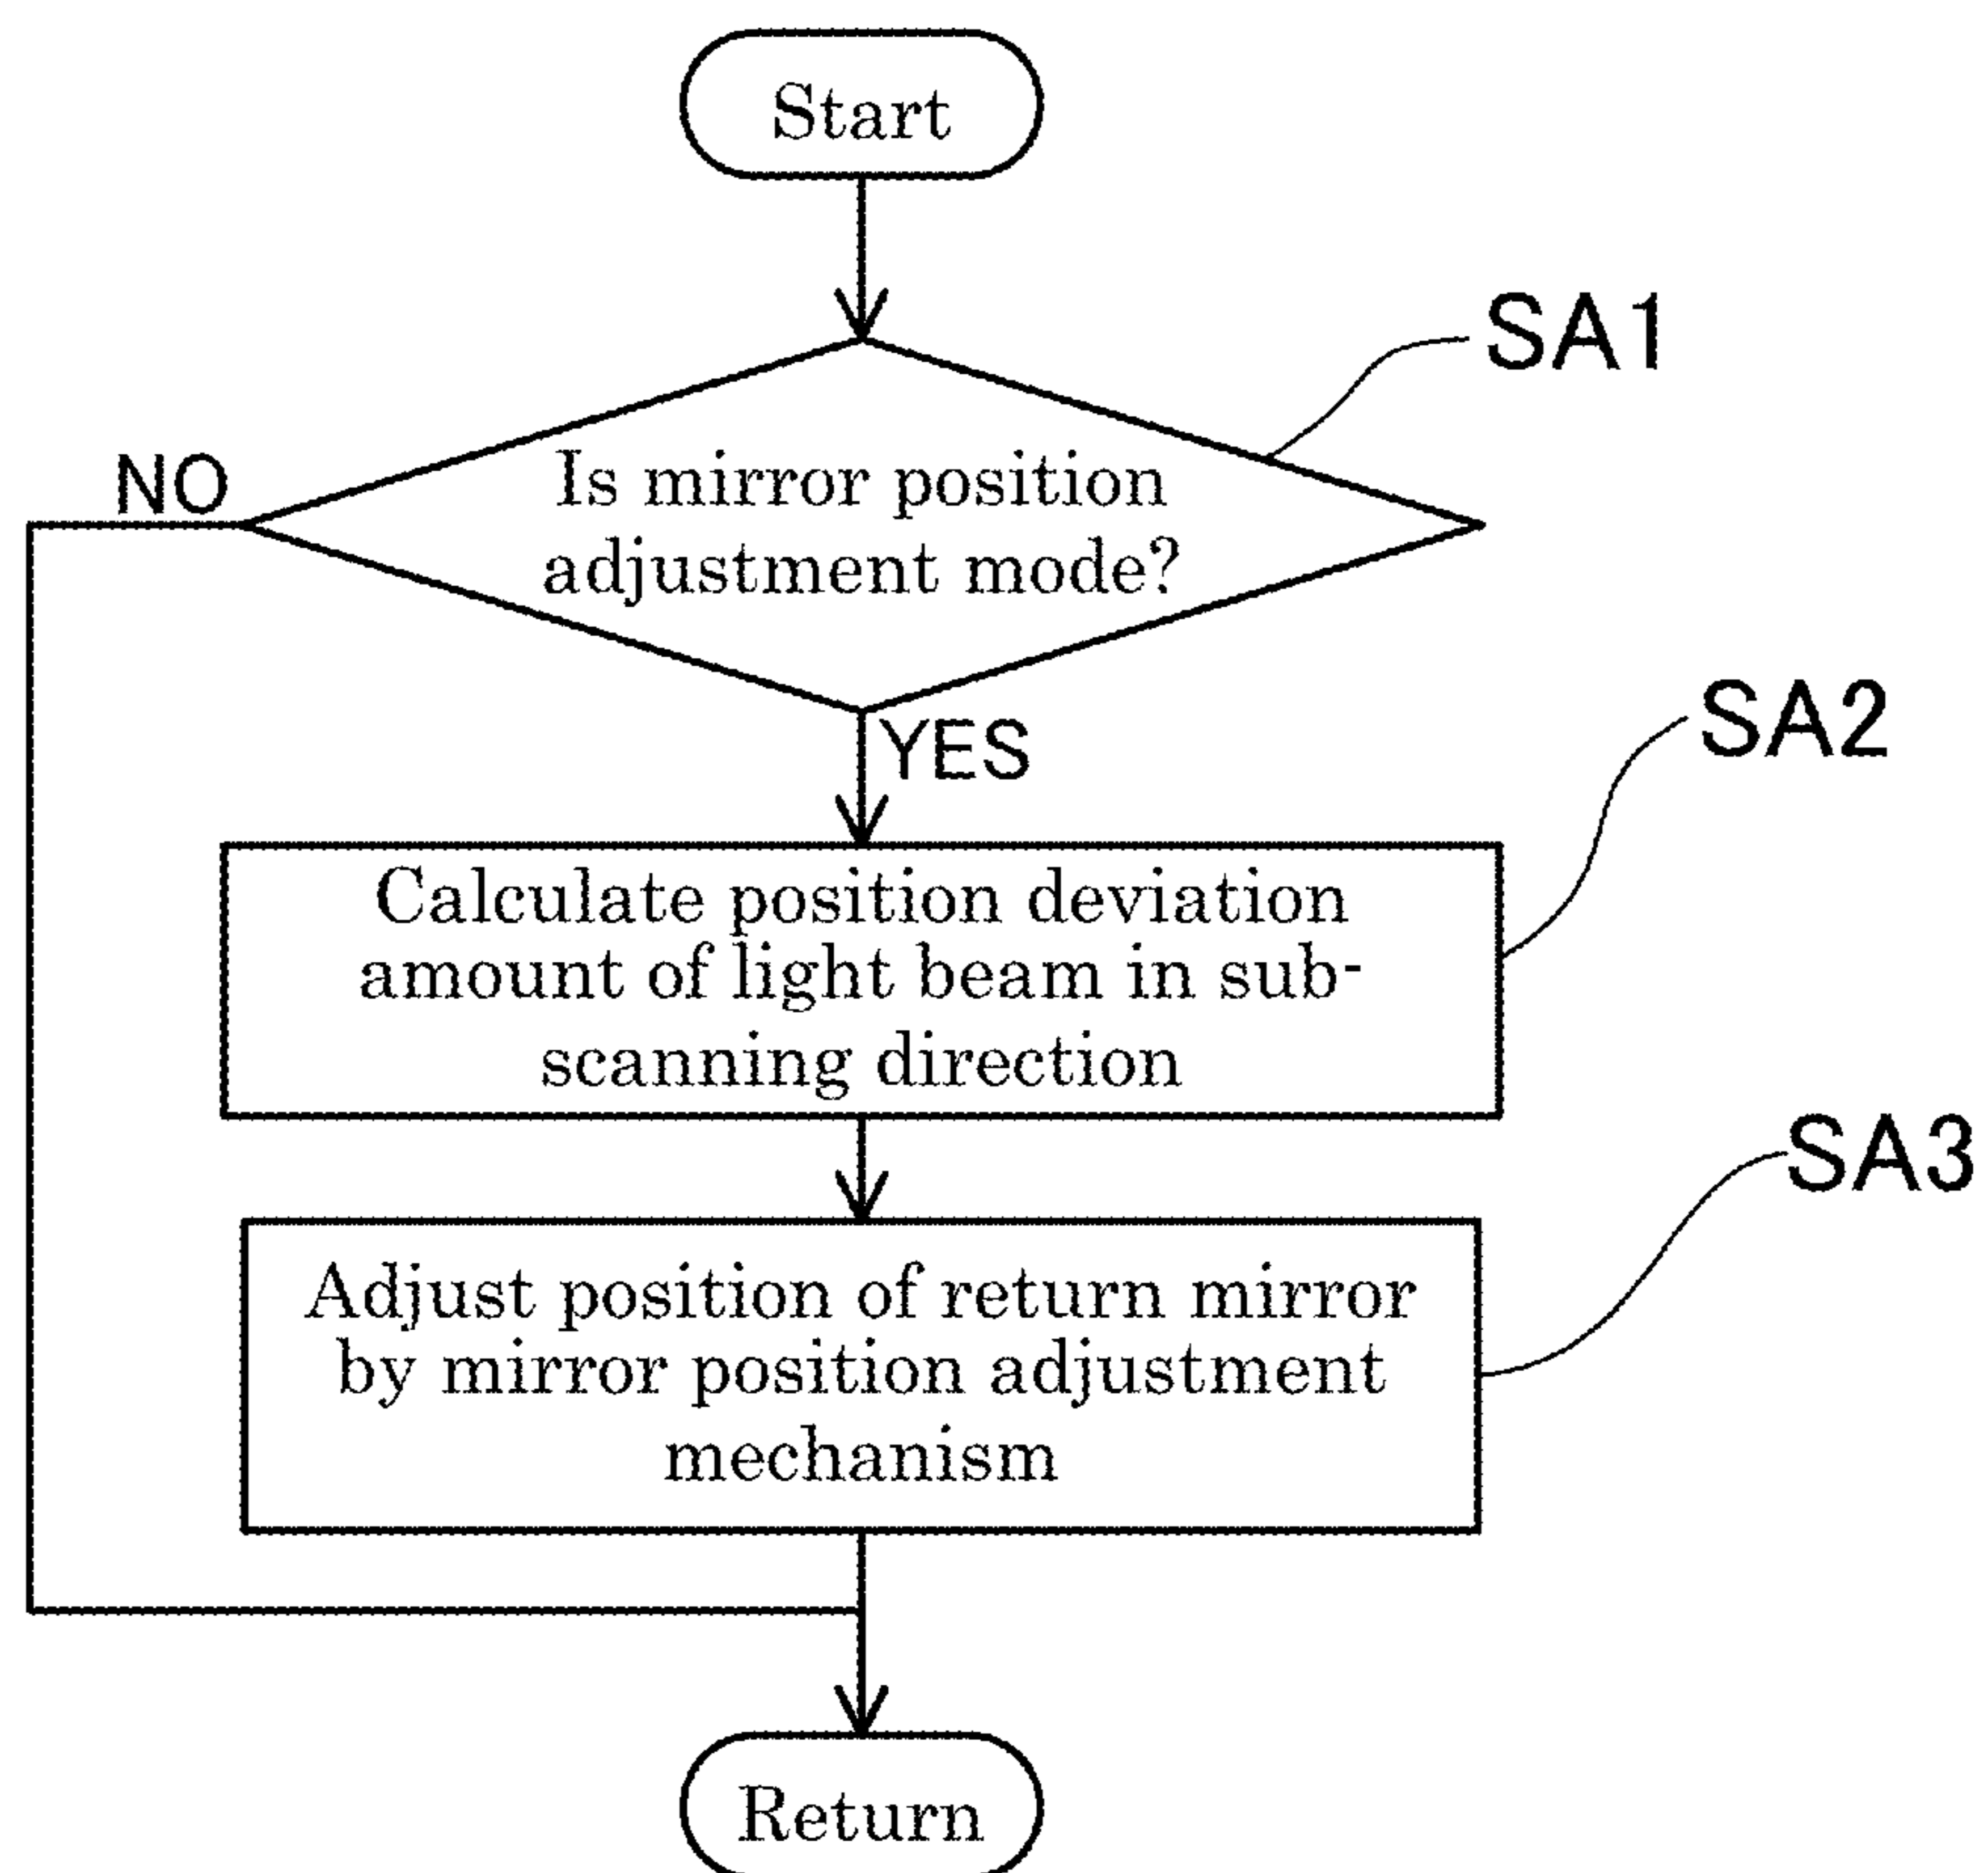 Start
SA1
NO
Is mirror position
adjustment mode?
YES
SA2
Calculate position deviation
amount of light beam in sub-
scanning direction
SA3
Adjust position of return mirror
by mirror position adjustment
mechanism
Return